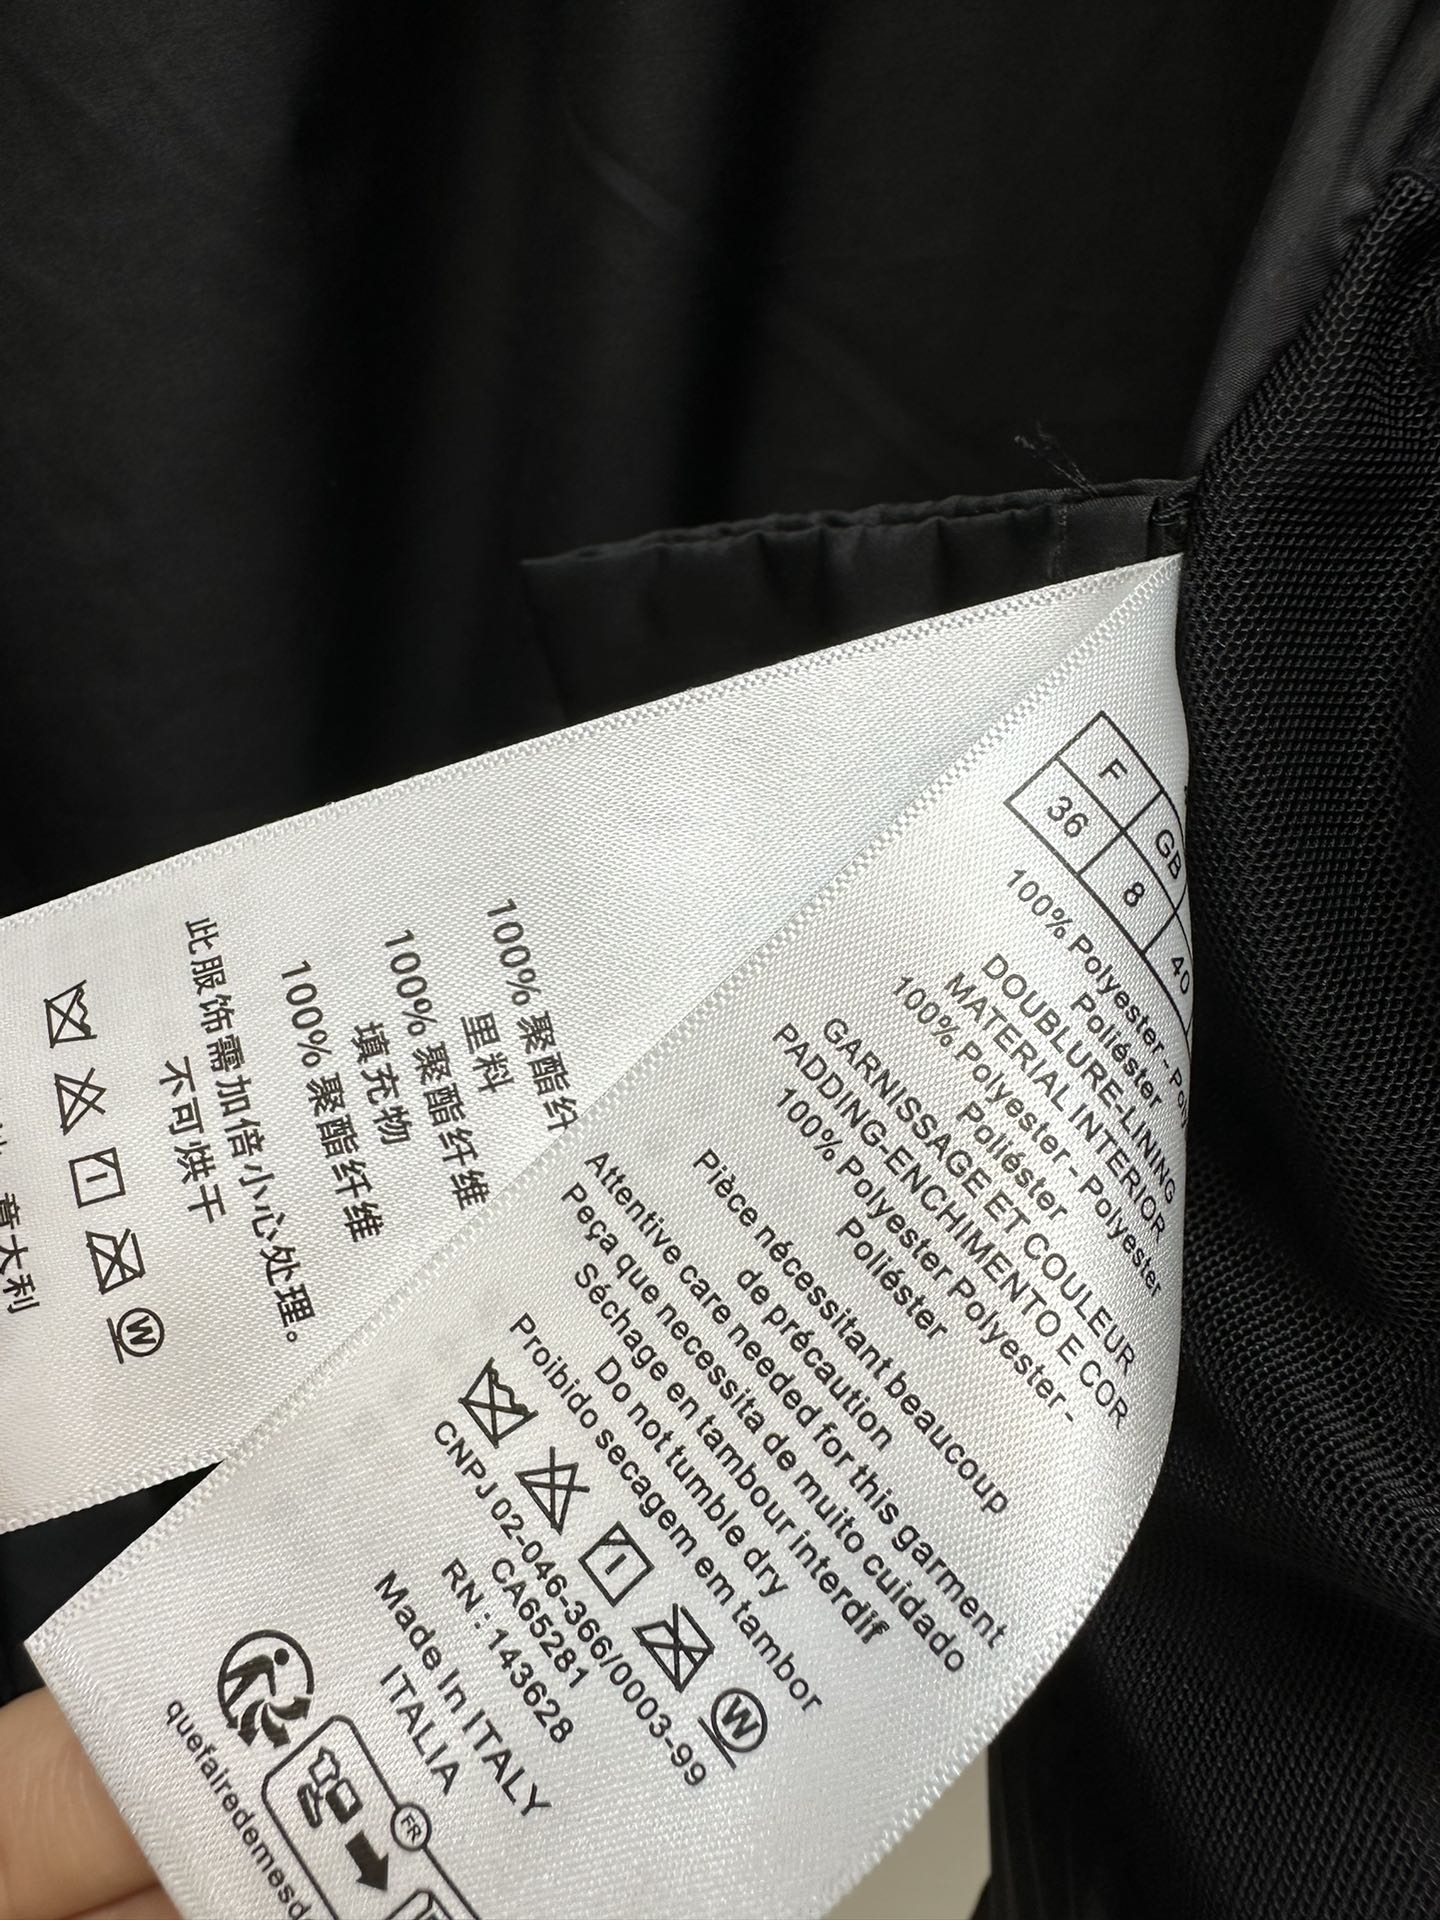 F GB
36 8 40
100% Polyester - Pol
Poliéster
DOUBLURE-LINING
MATERIAL INTERIOR
100% Polyester - Polyester
Poliéster
GARNISSAGE ET COULEUR
PADDING-ENCHIMENTO E COR
100% Polyester Polyester -
Poliéster
Pièce nécessitant beaucoup
de précaution
Attentive care needed for this garment
Peça que necessita de muito cuidado
Séchage en tambour interdif
Do not tumble dry
Proibido secagem em tambor
W
CNPJ 02-046-366/0003-99
CA65281
RN : 143628
Made In ITALY
ITALIA
FR
quefairedemesd
100% 聚酯纤
里料
100% 聚酯纤维
填充物
100% 聚酯纤维
此服饰需加倍小心处理。
不可烘干
W
意大利